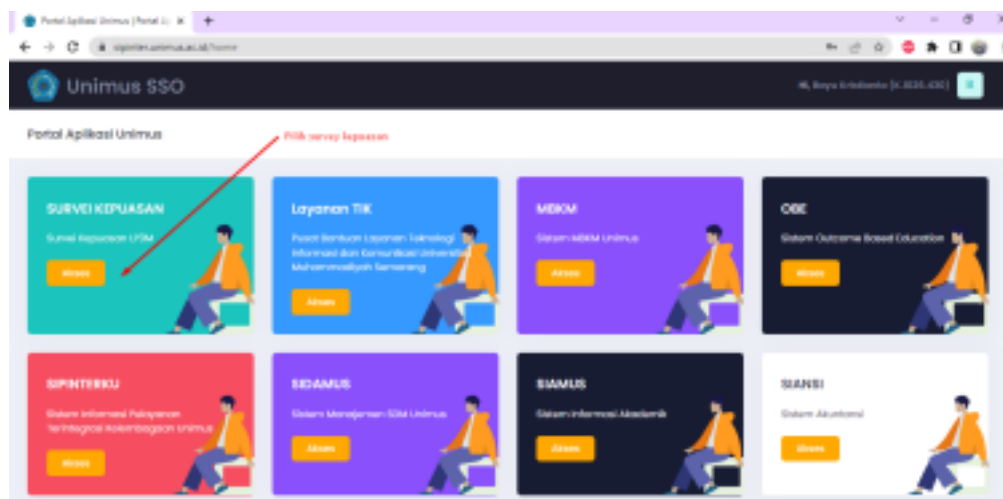 Portal Aplikasi Unimus | Portal
sipinter.unimus.ac.id/home
Unimus SSO
Hi,
Portal Aplikasi Unimus
Pilih survey kepuasan
SURVEI KEPUASAN
Survei Kepuasan LPSM
Akses
Layanan TIK
Pusat Bantuan Layanan Teknologi
Informasi dan Komunikasi Universitas
Muhammadiyah Semarang
Akses
MBKM
Sistem MBKM Unimus
Akses
OBE
Sistem Outcome Based Education
Akses
SIPINTERKU
Sistem Informasi Pelayanan
Terintegrasi Kelembagaan Unimus
Akses
SIDAMUS
Sistem Manajemen SDM Unimus
Akses
SIAMUS
Sistem Informasi Akademik
Akses
SIANSI
Sistem Akuntansi
Akses